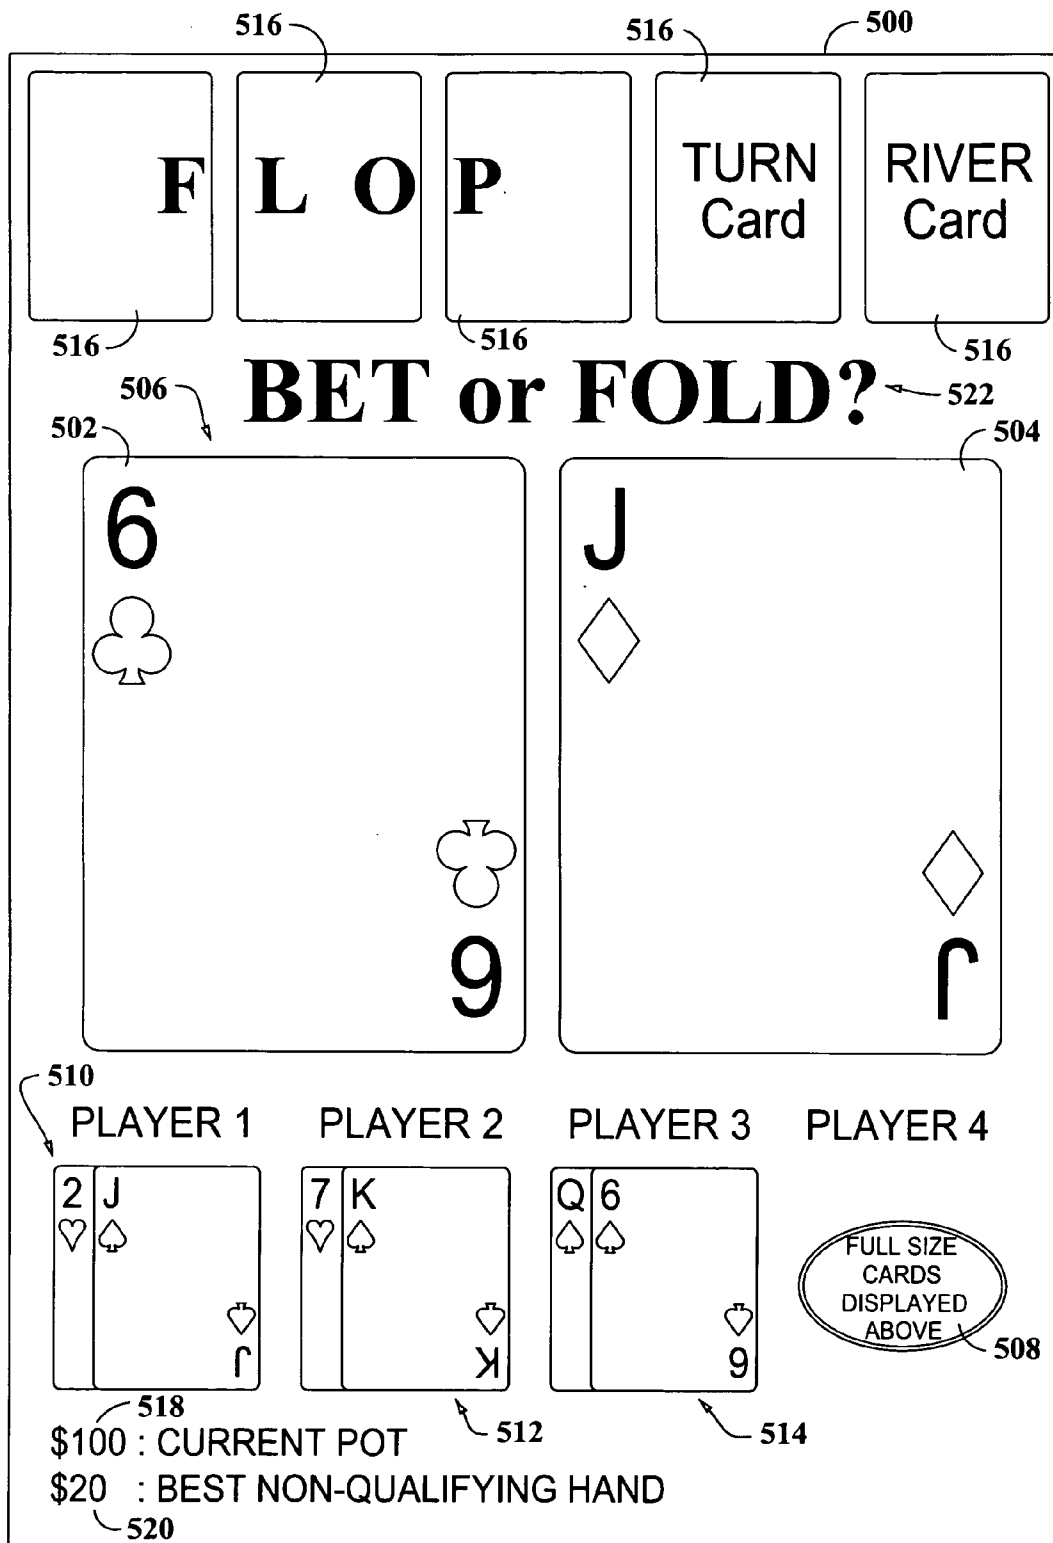 516
516
500
F L O P
TURN
Card
RIVER
Card
516
516
516
BET or FOLD?
522
506
502
504
6
J
6
J
510
PLAYER 1
PLAYER 2
PLAYER 3
PLAYER 4
2 J
J
7 K
K
Q 6
6
FULL SIZE
CARDS
DISPLAYED
ABOVE
508
518
512
514
$100 : CURRENT POT
$20 : BEST NON-QUALIFYING HAND
520